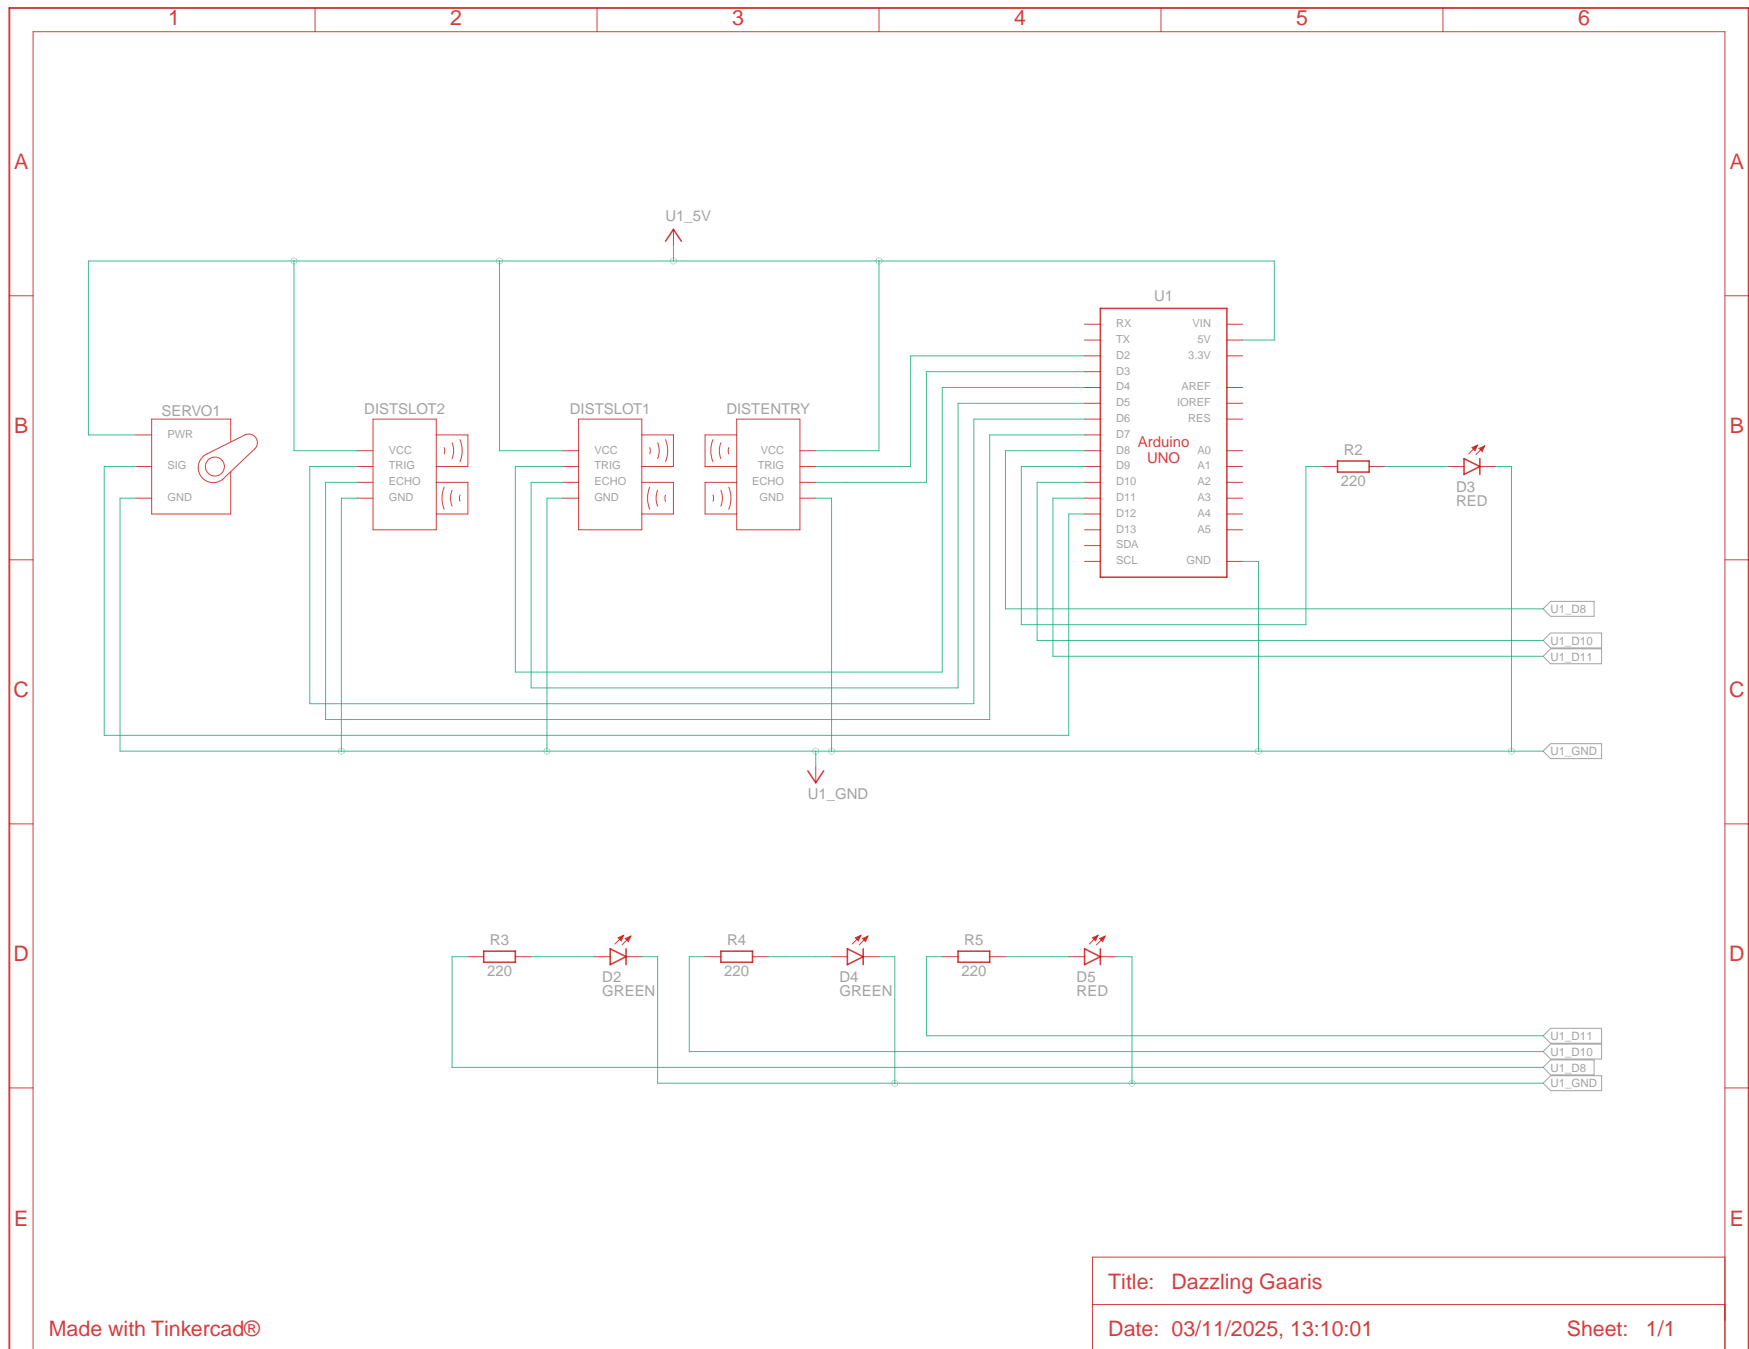 1 2 3 4 5 6
A A
U1_5V
U1
RX VIN
TX 5V
D2 3.3V
D3
D4 AREF
D5 IOREF
D6 RES
D7
D8 A0
D9 A1
D10 A2
D11 A3
D12 A4
D13 A5
SDA
SCL GND
Arduino
UNO
B B
SERVO1
PWR
SIG
GND
DISTSLOT2
VCC
TRIG
ECHO
GND
DISTSLOT1
VCC
TRIG
ECHO
GND
DISTENTRY
VCC
TRIG
ECHO
GND
R2
220
D3
RED
U1_D8
U1_D10
U1_D11
C C
U1_GND
U1_GND
D D
R3
220
D2
GREEN
R4
220
D4
GREEN
R5
220
D5
RED
U1_D11
U1_D10
U1_D8
U1_GND
E E
Title: Dazzling Gaaris
Made with Tinkercad®
Date: 03/11/2025, 13:10:01 Sheet: 1/1